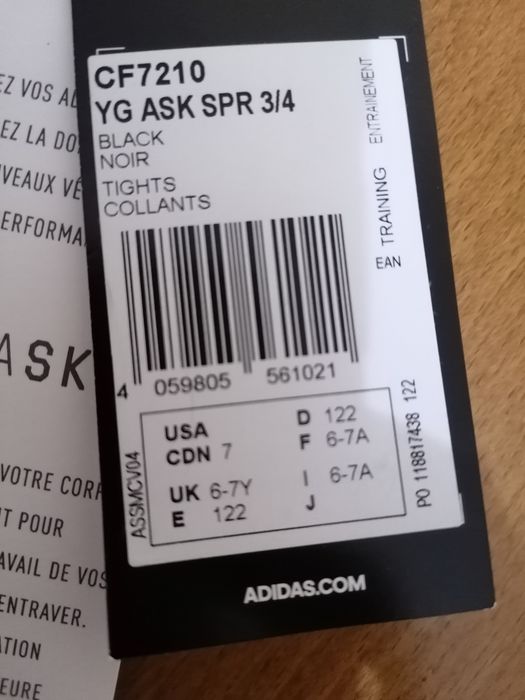 EZ VOS
EZ LA
VEAUX VÊ
ERFORMA
ASK
VOTRE CORP
T POUR
AVAIL DE VOS
ENTRAVER.
ATION
EURE
CF7210
YG ASK SPR 3/4
BLACK
NOIR
TIGHTS
COLLANTS
EAN TRAINING ENTRAINEMENT
4 059805 561021
ASSMCV04
USA
CDN 7
UK 6-7Y
E 122
D 122
F 6-7A
I 6-7A
J
PO 118817438 122
ADIDAS.COM